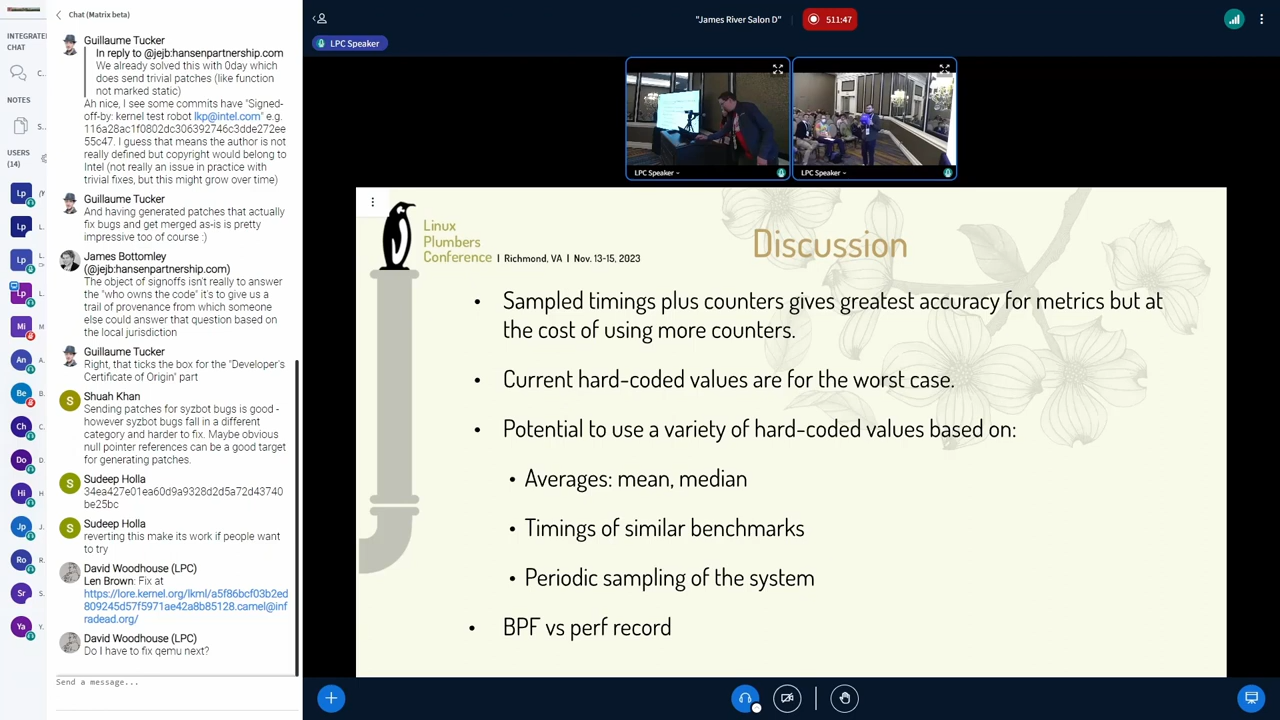 INTEGRATE
CHAT
C..
NOTES
S..
USERS
(14)
Lp
Lp
Lp
Lp
Mi
An
A.
Be
B.
Ch
C.
Do
D.
Hi
H
Jp
J.
Ro
R.
Sr
Ya
Y.
Chat (Matrix beta)
Guillaume Tucker
In reply to @jejb:hansenpartnership.com
We already solved this with 0day which
does send trivial patches (like function
not marked static)
Ah nice, I see some commits have "Signed-
off-by: kernel test robot lkp@intel.com" e.g.
116a28ac1f0802dc306392746c3dde272ee
55c47. I guess that means the author is not
really defined but copyright would belong to
Intel (not really an issue in practice with
trivial fixes, but this might grow over time)
Guillaume Tucker
And having generated patches that actually
fix bugs and get merged as-is is pretty
impressive too of course :)
James Bottomley
(@jejb:hansenpartnership.com)
The object of signoffs isn't really to answer
the "who owns the code" it's to give us a
trail of provenance from which someone
else could answer that question based on
the local jurisdiction
Guillaume Tucker
Right, that ticks the box for the "Developer's
Certificate of Origin" part
S
Shuah Khan
Sending patches for syzbot bugs is good -
however syzbot bugs fall in a different
category and harder to fix. Maybe obvious
null pointer references can be a good target
for generating patches.
S
Sudeep Holla
34ea427e01ea60d9a9328d2d5a72d43740
be25bc
S
Sudeep Holla
reverting this make its work if people want
to try
David Woodhouse (LPC)
Len Brown: Fix at
https://lore.kernel.org/lkml/a5f86bcf03b2ed
809245d57f5971ae42a8b85128.camel@inf
radead.org/
David Woodhouse (LPC)
Do I have to fix qemu next?
Send a message...
"James River Salon D"
511:47
LPC Speaker
LPC Speaker
LPC Speaker
Linux
Plumbers
Conference | Richmond, VA | Nov. 13-15, 2023
Discussion
• Sampled timings plus counters gives greatest accuracy for metrics but at
the cost of using more counters.
• Current hard-coded values are for the worst case.
• Potential to use a variety of hard-coded values based on:
• Averages: mean, median
• Timings of similar benchmarks
• Periodic sampling of the system
• BPF vs perf record